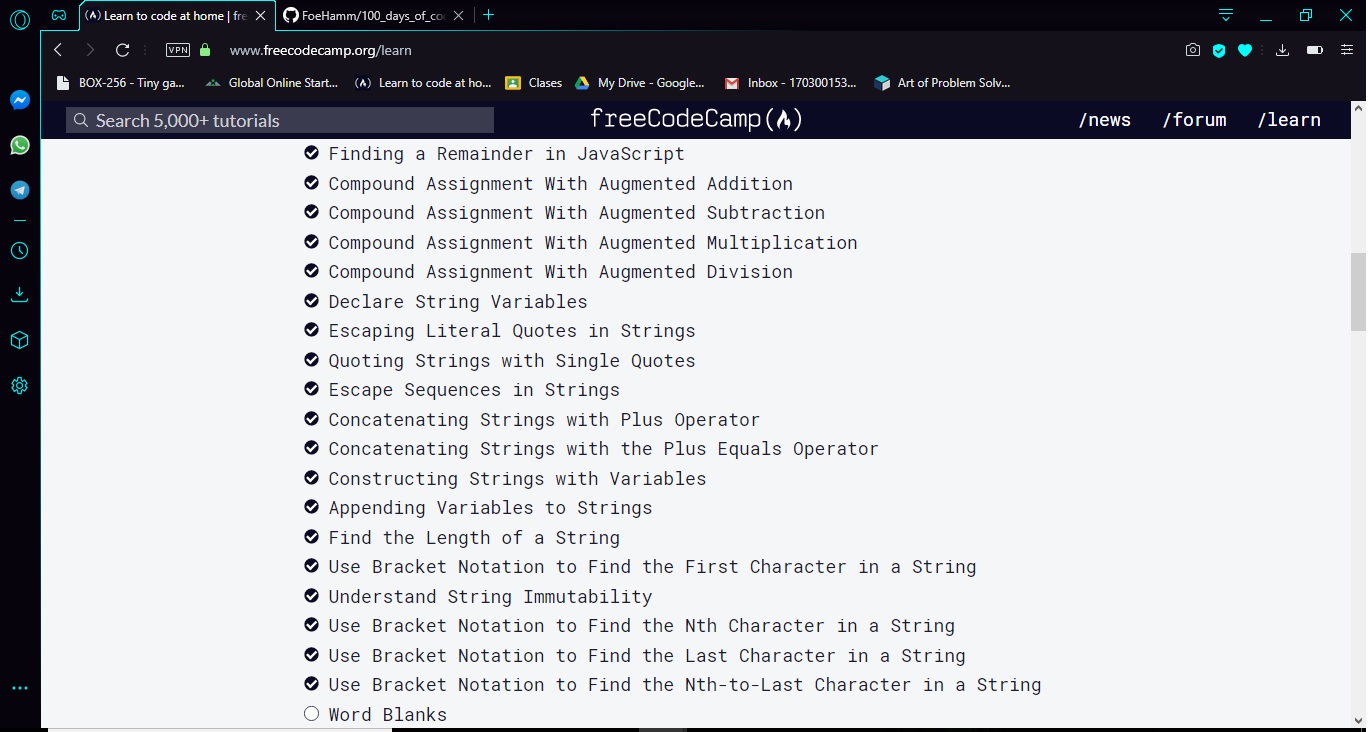 Learn to code at home | fre
FoeHamm/100_days_of_co
VPN
www.freecodecamp.org/learn
BOX-256 - Tiny ga...
Global Online Start...
Learn to code at ho...
Clases
My Drive - Google...
Inbox - 170300153...
Art of Problem Solv...
Search 5,000+ tutorials
freeCodeCamp
/news
/forum
/learn
Finding a Remainder in JavaScript
Compound Assignment With Augmented Addition
Compound Assignment With Augmented Subtraction
Compound Assignment With Augmented Multiplication
Compound Assignment With Augmented Division
Declare String Variables
Escaping Literal Quotes in Strings
Quoting Strings with Single Quotes
Escape Sequences in Strings
Concatenating Strings with Plus Operator
Concatenating Strings with the Plus Equals Operator
Constructing Strings with Variables
Appending Variables to Strings
Find the Length of a String
Use Bracket Notation to Find the First Character in a String
Understand String Immutability
Use Bracket Notation to Find the Nth Character in a String
Use Bracket Notation to Find the Last Character in a String
Use Bracket Notation to Find the Nth-to-Last Character in a String
Word Blanks